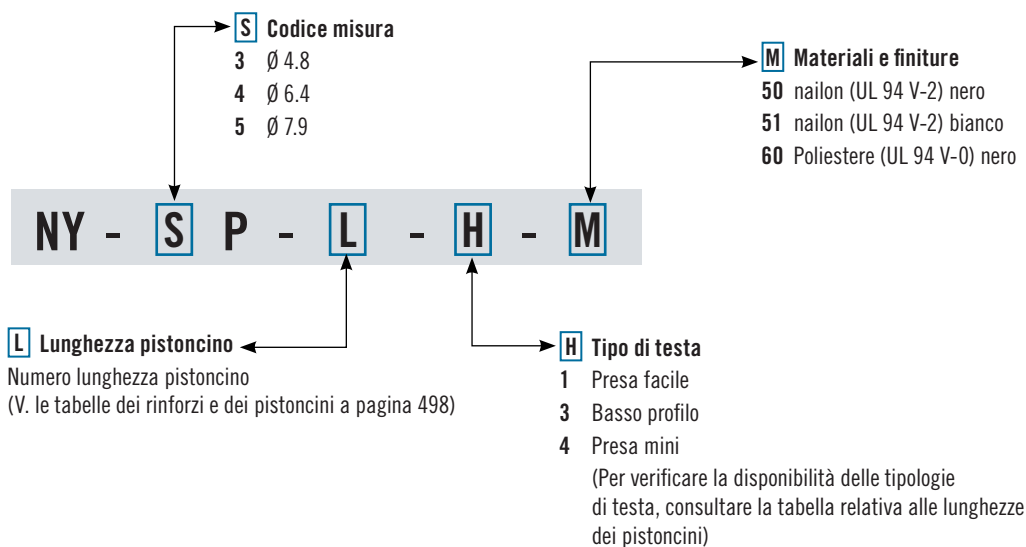 S Codice misura
3 Ø 4.8
4 Ø 6.4
5 Ø 7.9
M Materiali e finiture
50 nailon (UL 94 V-2) nero
51 nailon (UL 94 V-2) bianco
60 Poliestere (UL 94 V-0) nero
NY - S P - L - H - M
L Lunghezza pistoncino
Numero lunghezza pistoncino
(V. le tabelle dei rinforzi e dei pistoncini a pagina 498)
H Tipo di testa
1 Presa facile
3 Basso profilo
4 Presa mini
(Per verificare la disponibilità delle tipologie
di testa, consultare la tabella relativa alle lunghezze
dei pistoncini)